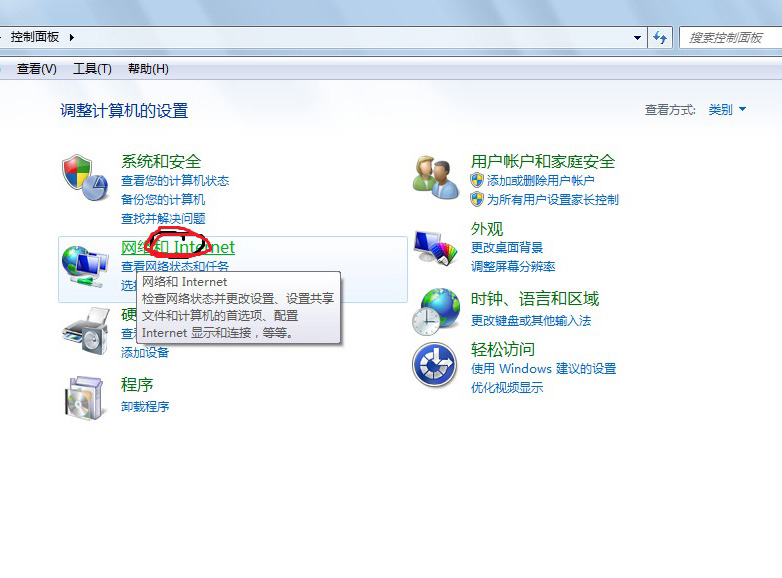 控制面板
搜索控制面板
查看(V) 工具(T) 帮助(H)
调整计算机的设置
查看方式: 类别
系统和安全
查看您的计算机状态
备份您的计算机
查找并解决问题
网络和 Internet
查看网络状态和任务
选
网络和 Internet
检查网络状态并更改设置、设置共享
文件和计算机的首选项、配置
Internet 显示和连接，等等。
硬
查
添加设备
程序
卸载程序
用户帐户和家庭安全
添加或删除用户帐户
为所有用户设置家长控制
外观
更改桌面背景
调整屏幕分辨率
时钟、语言和区域
更改键盘或其他输入法
轻松访问
使用 Windows 建议的设置
优化视频显示